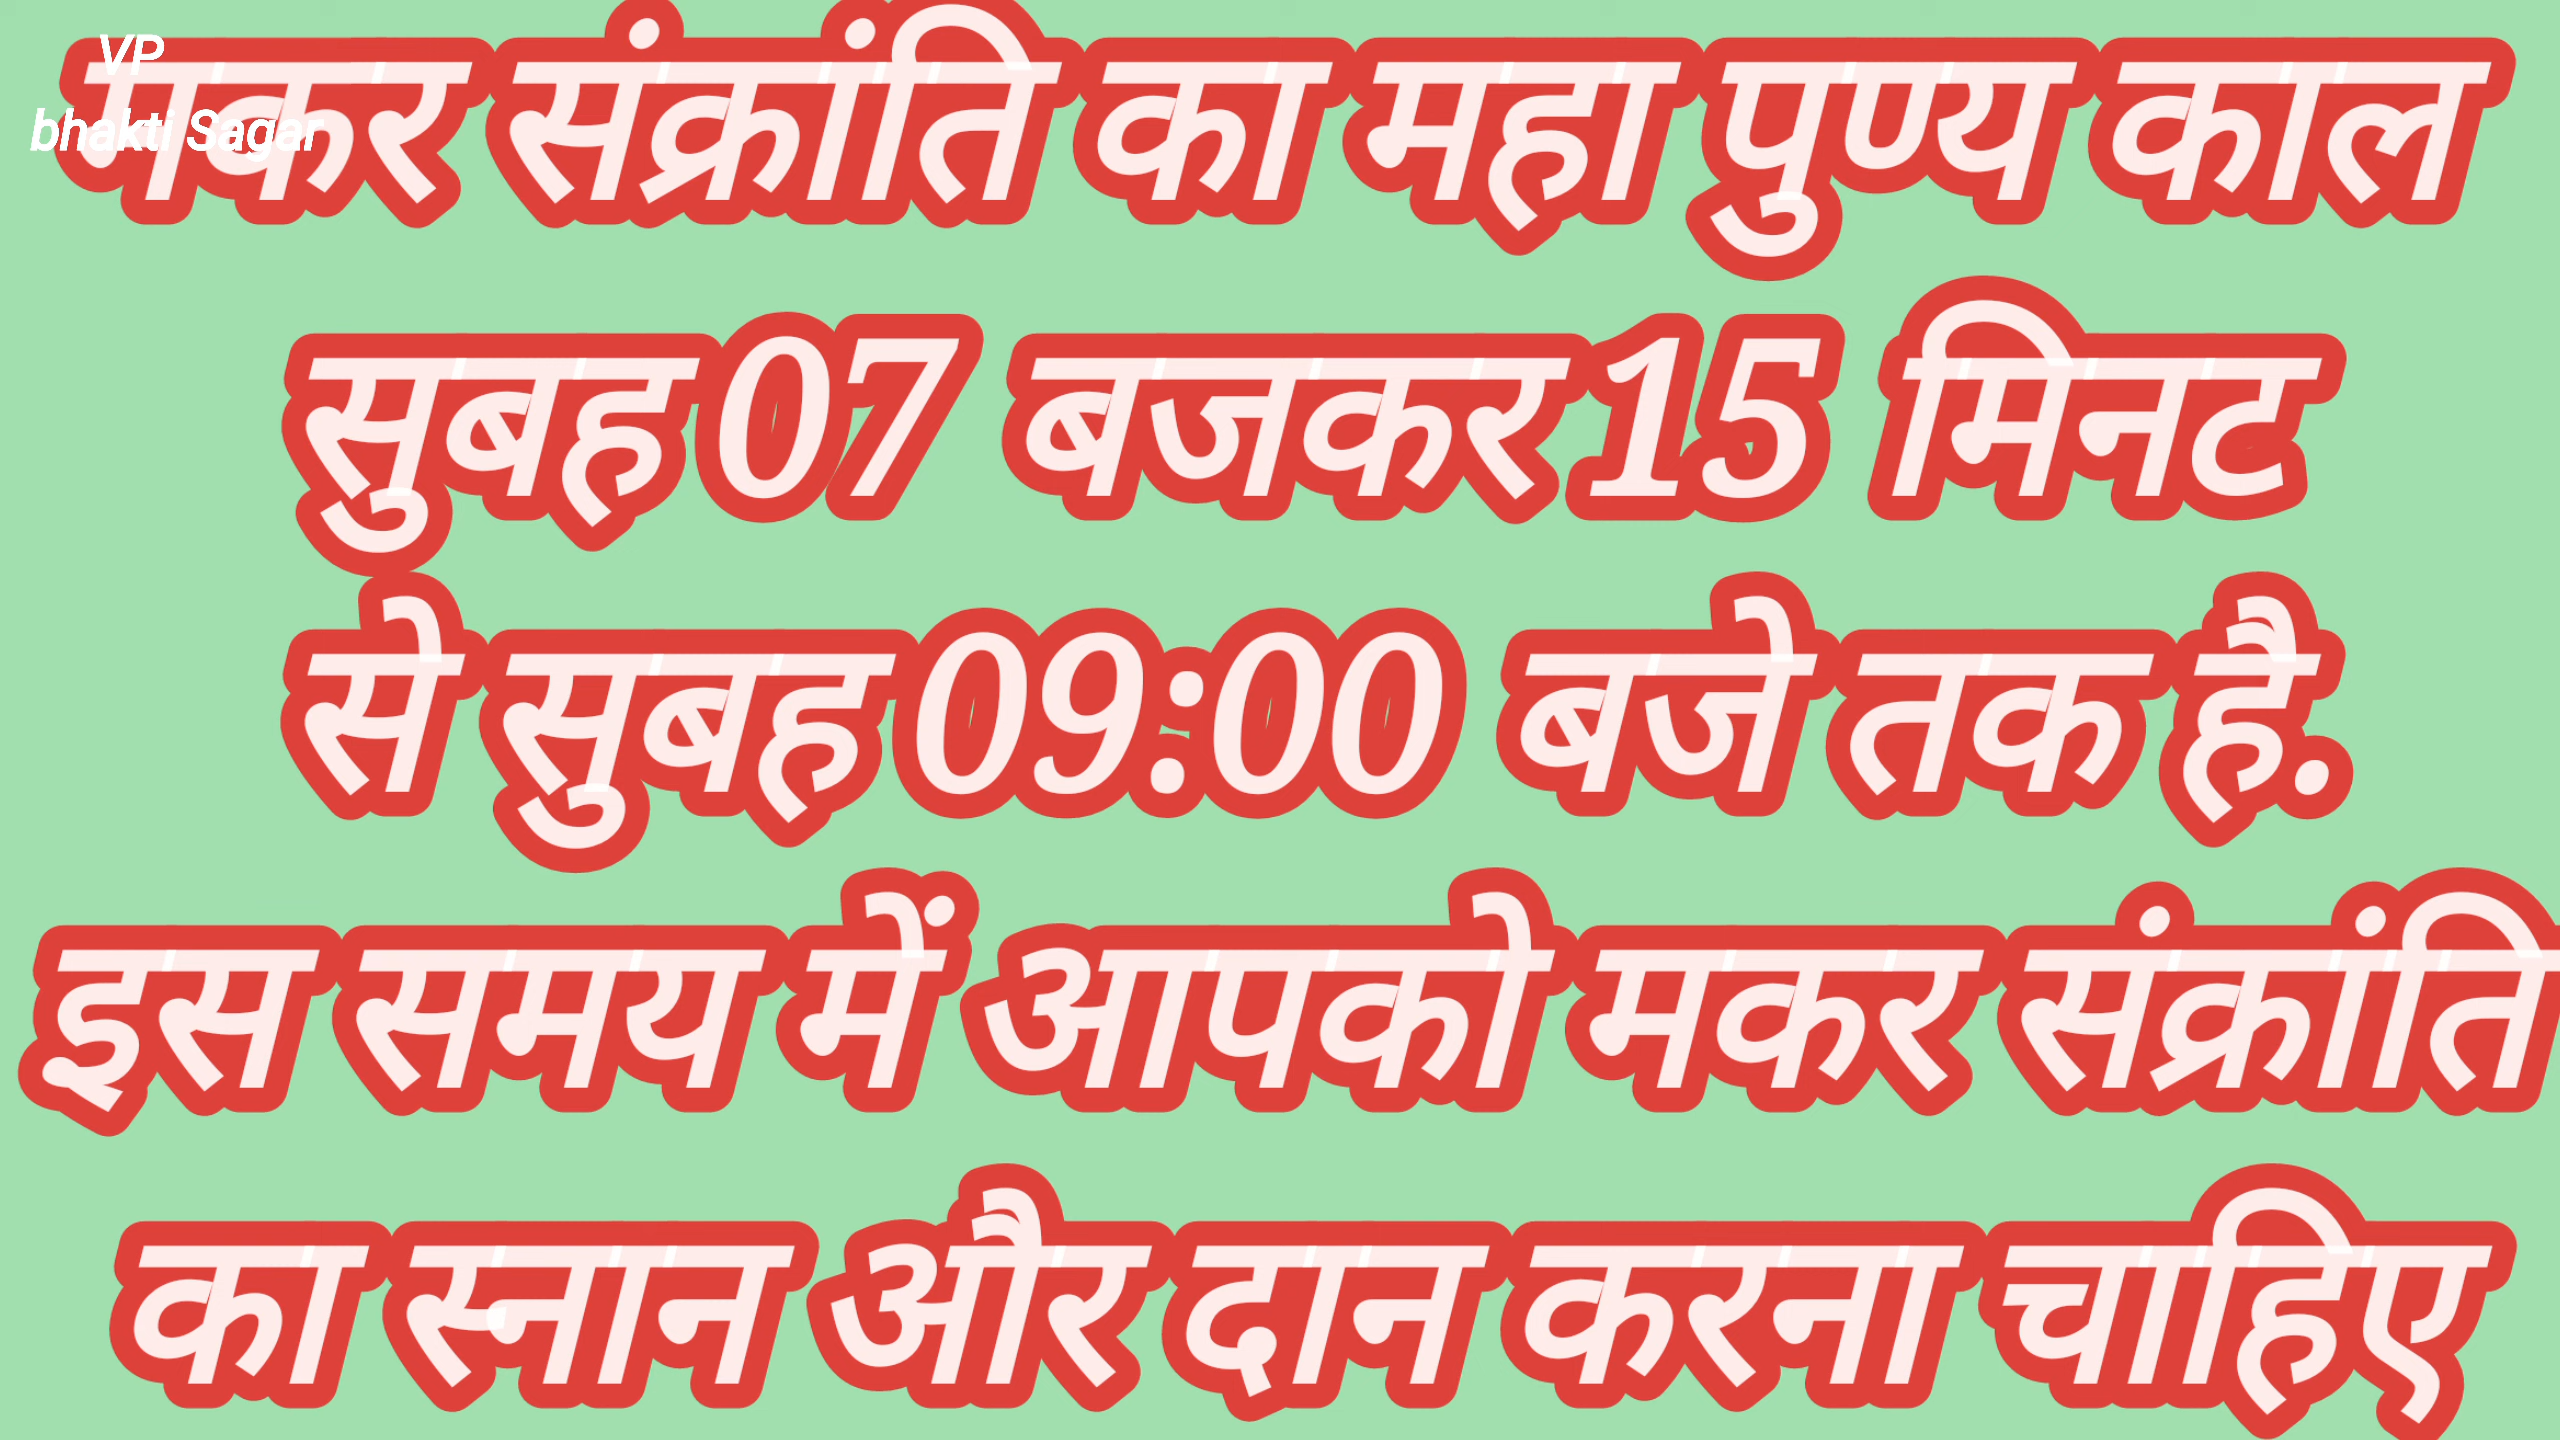 VP
bhakti Sagar
मकर संक्रांति का महा पुण्य काल
सुबह 07 बजकर 15 मिनट
से सुबह 09:00 बजे तक है.
इस समय में आपको मकर संक्रांति
का स्नान और दान करना चाहिए